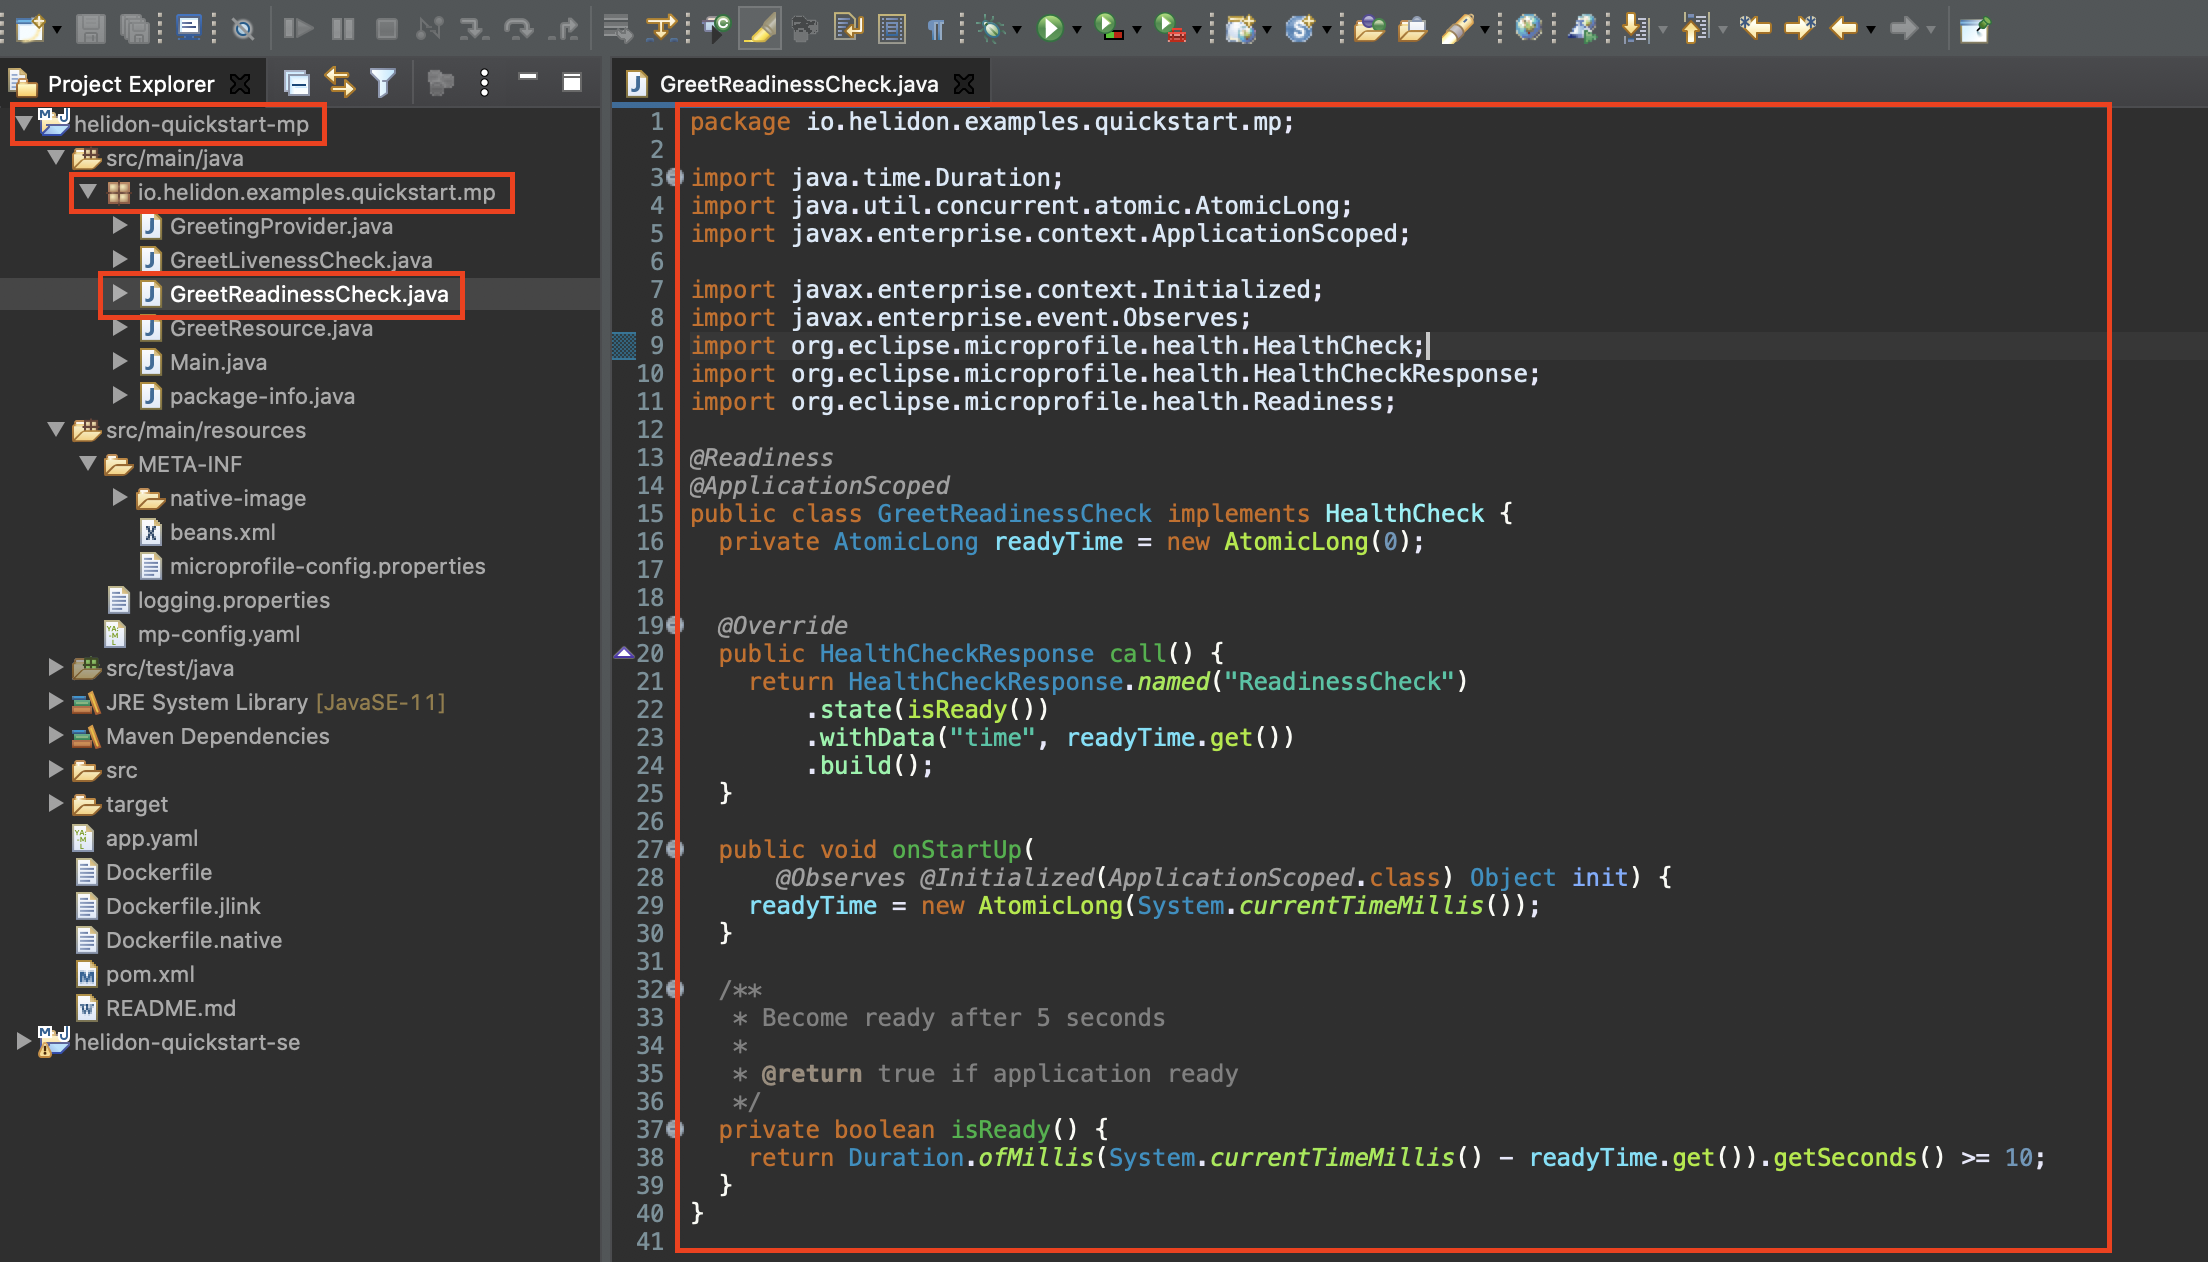 Project Explorer
helidon-quickstart-mp
src/main/java
io.helidon.examples.quickstart.mp
GreetingProvider.java
GreetLivenessCheck.java
GreetReadinessCheck.java
GreetResource.java
Main.java
package-info.java
src/main/resources
META-INF
native-image
beans.xml
microprofile-config.properties
logging.properties
mp-config.yaml
src/test/java
JRE System Library [JavaSE-11]
Maven Dependencies
src
target
app.yaml
Dockerfile
Dockerfile.jlink
Dockerfile.native
pom.xml
README.md
helidon-quickstart-se
GreetReadinessCheck.java
1 package io.helidon.examples.quickstart.mp;
2
3 import java.time.Duration;
4 import java.util.concurrent.atomic.AtomicLong;
5 import javax.enterprise.context.ApplicationScoped;
6
7 import javax.enterprise.context.Initialized;
8 import javax.enterprise.event.Observes;
9 import org.eclipse.microprofile.health.HealthCheck;
10 import org.eclipse.microprofile.health.HealthCheckResponse;
11 import org.eclipse.microprofile.health.Readiness;
12
13 @Readiness
14 @ApplicationScoped
15 public class GreetReadinessCheck implements HealthCheck {
16   private AtomicLong readyTime = new AtomicLong(0);
17
18
19   @Override
20   public HealthCheckResponse call() {
21     return HealthCheckResponse.named("ReadinessCheck")
22         .state(isReady())
23         .withData("time", readyTime.get())
24         .build();
25   }
26
27   public void onStartUp(
28       @Observes @Initialized(ApplicationScoped.class) Object init) {
29     readyTime = new AtomicLong(System.currentTimeMillis());
30   }
31
32   /**
33    * Become ready after 5 seconds
34    *
35    * @return true if application ready
36    */
37   private boolean isReady() {
38     return Duration.ofMillis(System.currentTimeMillis() - readyTime.get()).getSeconds() >= 10;
39   }
40 }
41